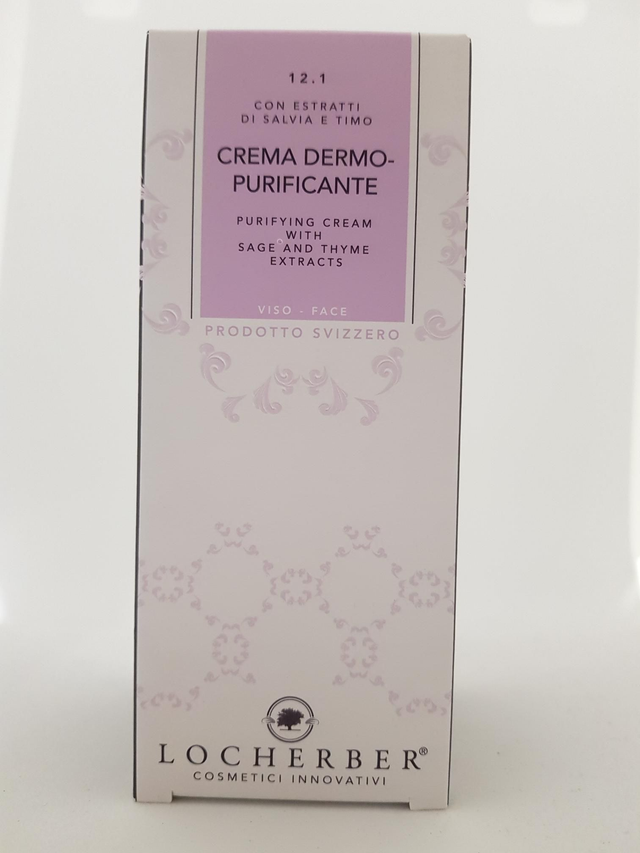 12.1
CON ESTRATTI
DI SALVIA E TIMO
CREMA DERMO-
PURIFICANTE
PURIFYING CREAM
WITH
SAGE AND THYME
EXTRACTS
VISO - FACE
PRODOTTO SVIZZERO
LOCHERBER®
COSMETICI INNOVATIVI